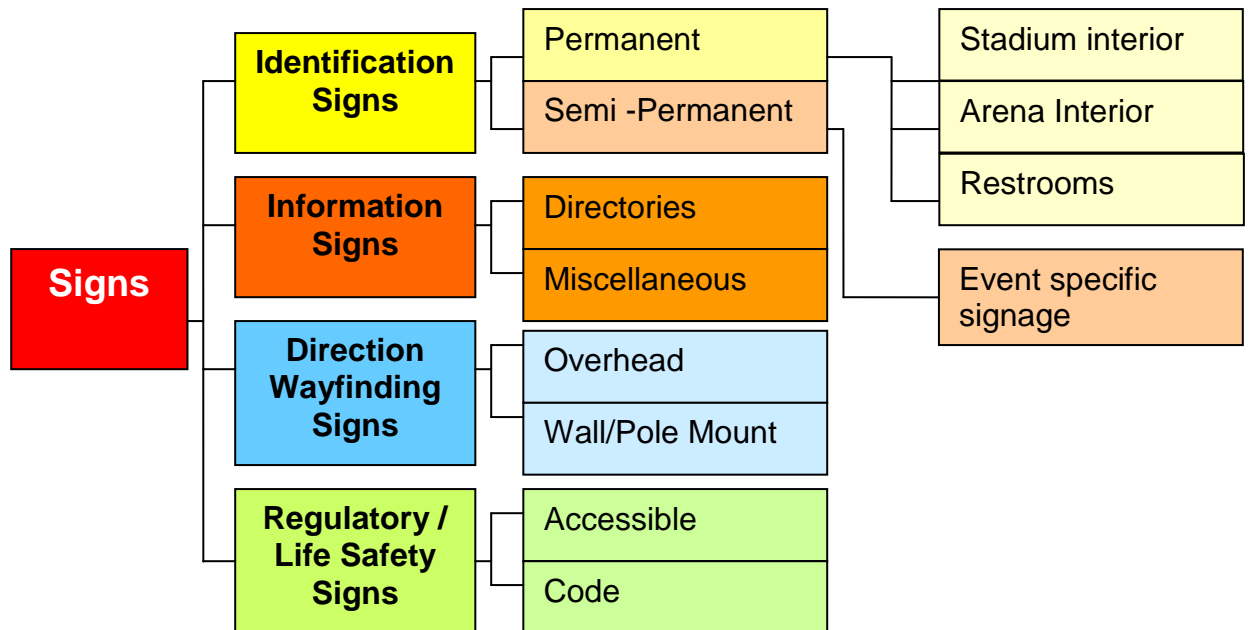 Signs
Identification
Signs
Permanent
Semi -Permanent
Stadium interior
Arena Interior
Restrooms
Event specific
signage
Information
Signs
Directories
Miscellaneous
Direction
Wayfinding
Signs
Overhead
Wall/Pole Mount
Regulatory /
Life Safety
Signs
Accessible
Code